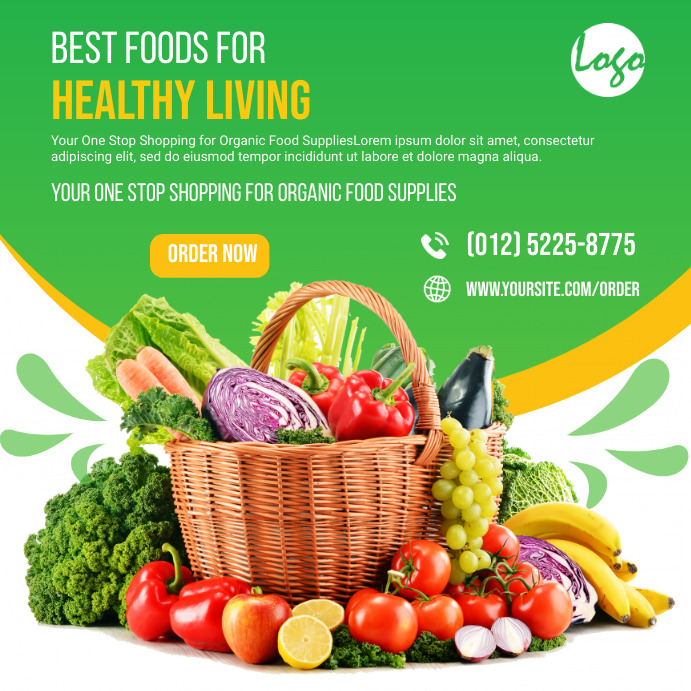 BEST FOODS FOR
Logo
HEALTHY LIVING
Your One Stop Shopping for Organic Food SuppliesLorem ipsum dolor sit amet, consectetur
adipiscing elit, sed do eiusmod tempor incididunt ut labore et dolore magna aliqua.
YOUR ONE STOP SHOPPING FOR ORGANIC FOOD SUPPLIES
ORDER NOW
(012) 5225-8775
WWW.YOURSITE.COM/ORDER